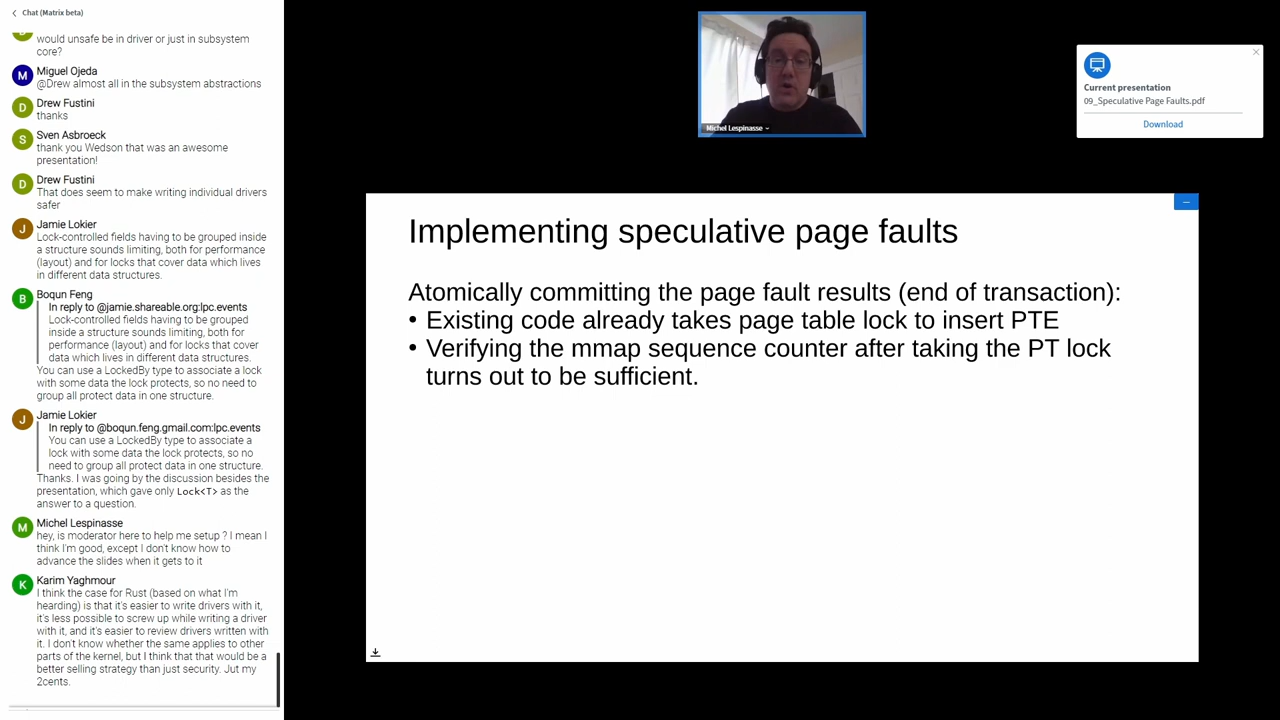 Chat (Matrix beta)
would unsafe be in driver or just in subsystem
core?
M
Miguel Ojeda
@Drew almost all in the subsystem abstractions
D
Drew Fustini
thanks
S
Sven Asbroeck
thank you Wedson that was an awesome
presentation!
D
Drew Fustini
That does seem to make writing individual drivers
safer
J
Jamie Lokier
Lock-controlled fields having to be grouped inside
a structure sounds limiting, both for performance
(layout) and for locks that cover data which lives
in different data structures.
B
Boqun Feng
In reply to @jamie.shareable.org:lpc.events
Lock-controlled fields having to be grouped
inside a structure sounds limiting, both for
performance (layout) and for locks that cover
data which lives in different data structures.
You can use a LockedBy type to associate a lock
with some data the lock protects, so no need to
group all protect data in one structure.
J
Jamie Lokier
In reply to @boqun.feng.gmail.com:lpc.events
You can use a LockedBy type to associate a
lock with some data the lock protects, so no
need to group all protect data in one structure.
Thanks. I was going by the discussion besides the
presentation, which gave only Lock<T> as the
answer to a question.
M
Michel Lespinasse
hey, is moderator here to help me setup ? I mean I
think I'm good, except I don't know how to
advance the slides when it gets to it
K
Karim Yaghmour
I think the case for Rust (based on what I'm
hearding) is that it's easier to write drivers with it,
it's less possible to screw up while writing a driver
with it, and it's easier to review drivers written with
it. I don't know whether the same applies to other
parts of the kernel, but I think that that would be a
better selling strategy than just security. Jut my
2cents.
Michel Lespinasse
Current presentation
09_Speculative Page Faults.pdf
Download
Implementing speculative page faults
Atomically committing the page fault results (end of transaction):
• Existing code already takes page table lock to insert PTE
• Verifying the mmap sequence counter after taking the PT lock
turns out to be sufficient.